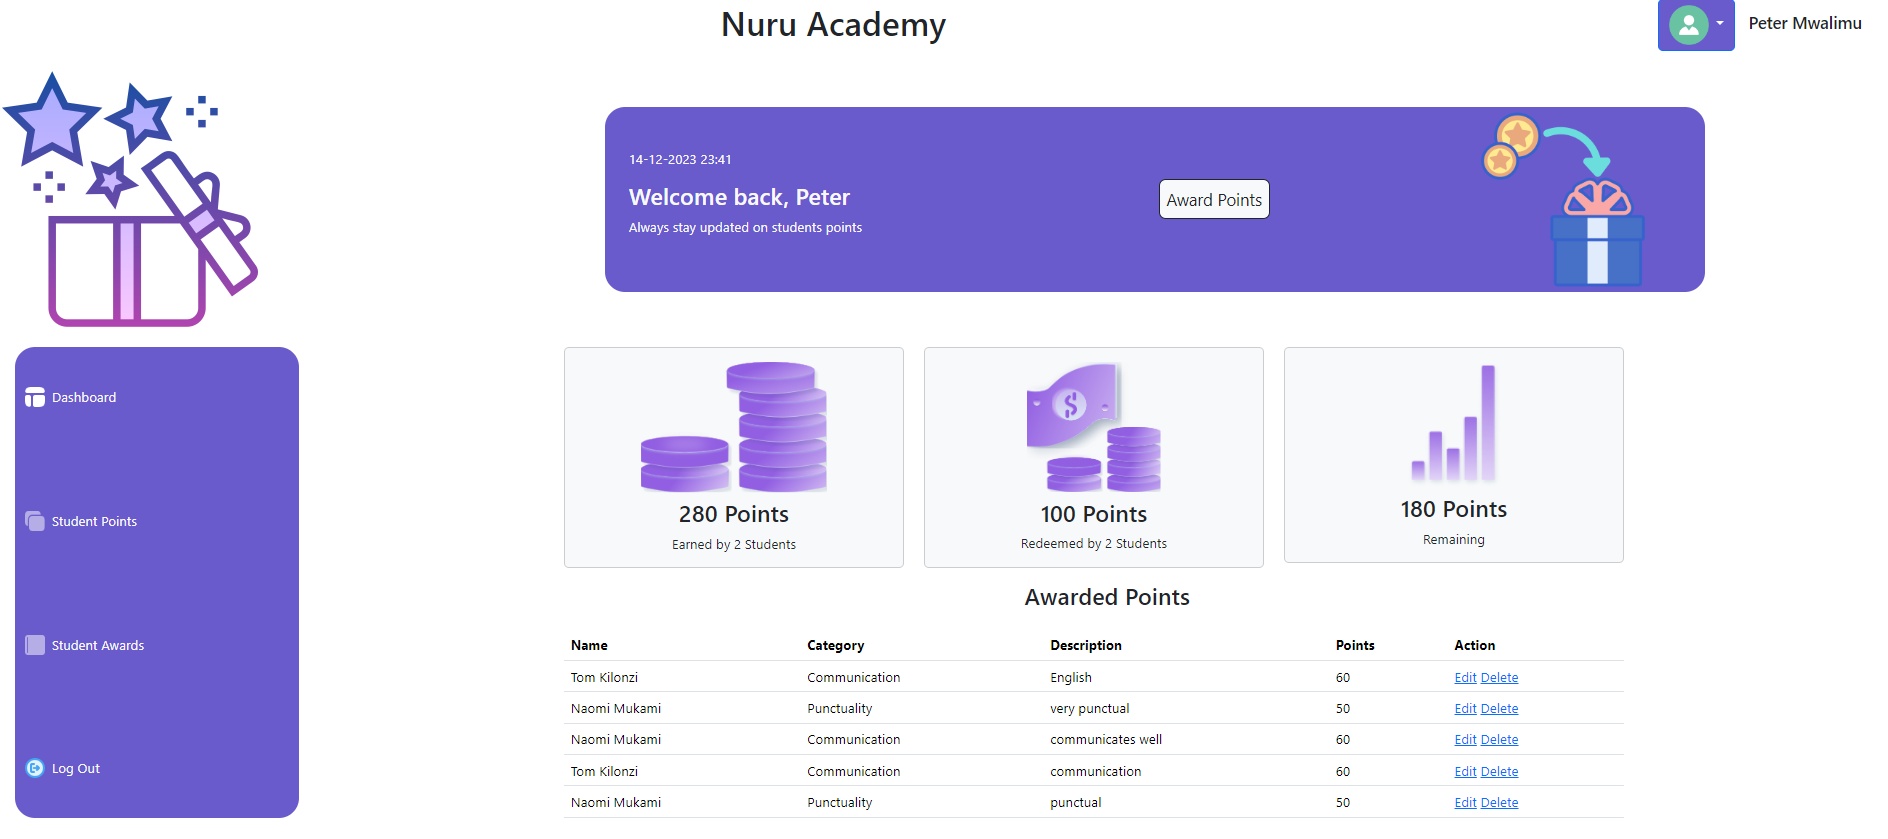 Nuru Academy
Peter Mwalimu
14-12-2023 23:41
Welcome back, Peter
Always stay updated on students points
Award Points
Dashboard
Student Points
Student Awards
Log Out
280 Points
Earned by 2 Students
100 Points
Redeemed by 2 Students
180 Points
Remaining
Awarded Points
Name Category Description Points Action
Tom Kilonzi Communication English 60 Edit Delete
Naomi Mukami Punctuality very punctual 50 Edit Delete
Naomi Mukami Communication communicates well 60 Edit Delete
Tom Kilonzi Communication communication 60 Edit Delete
Naomi Mukami Punctuality punctual 50 Edit Delete